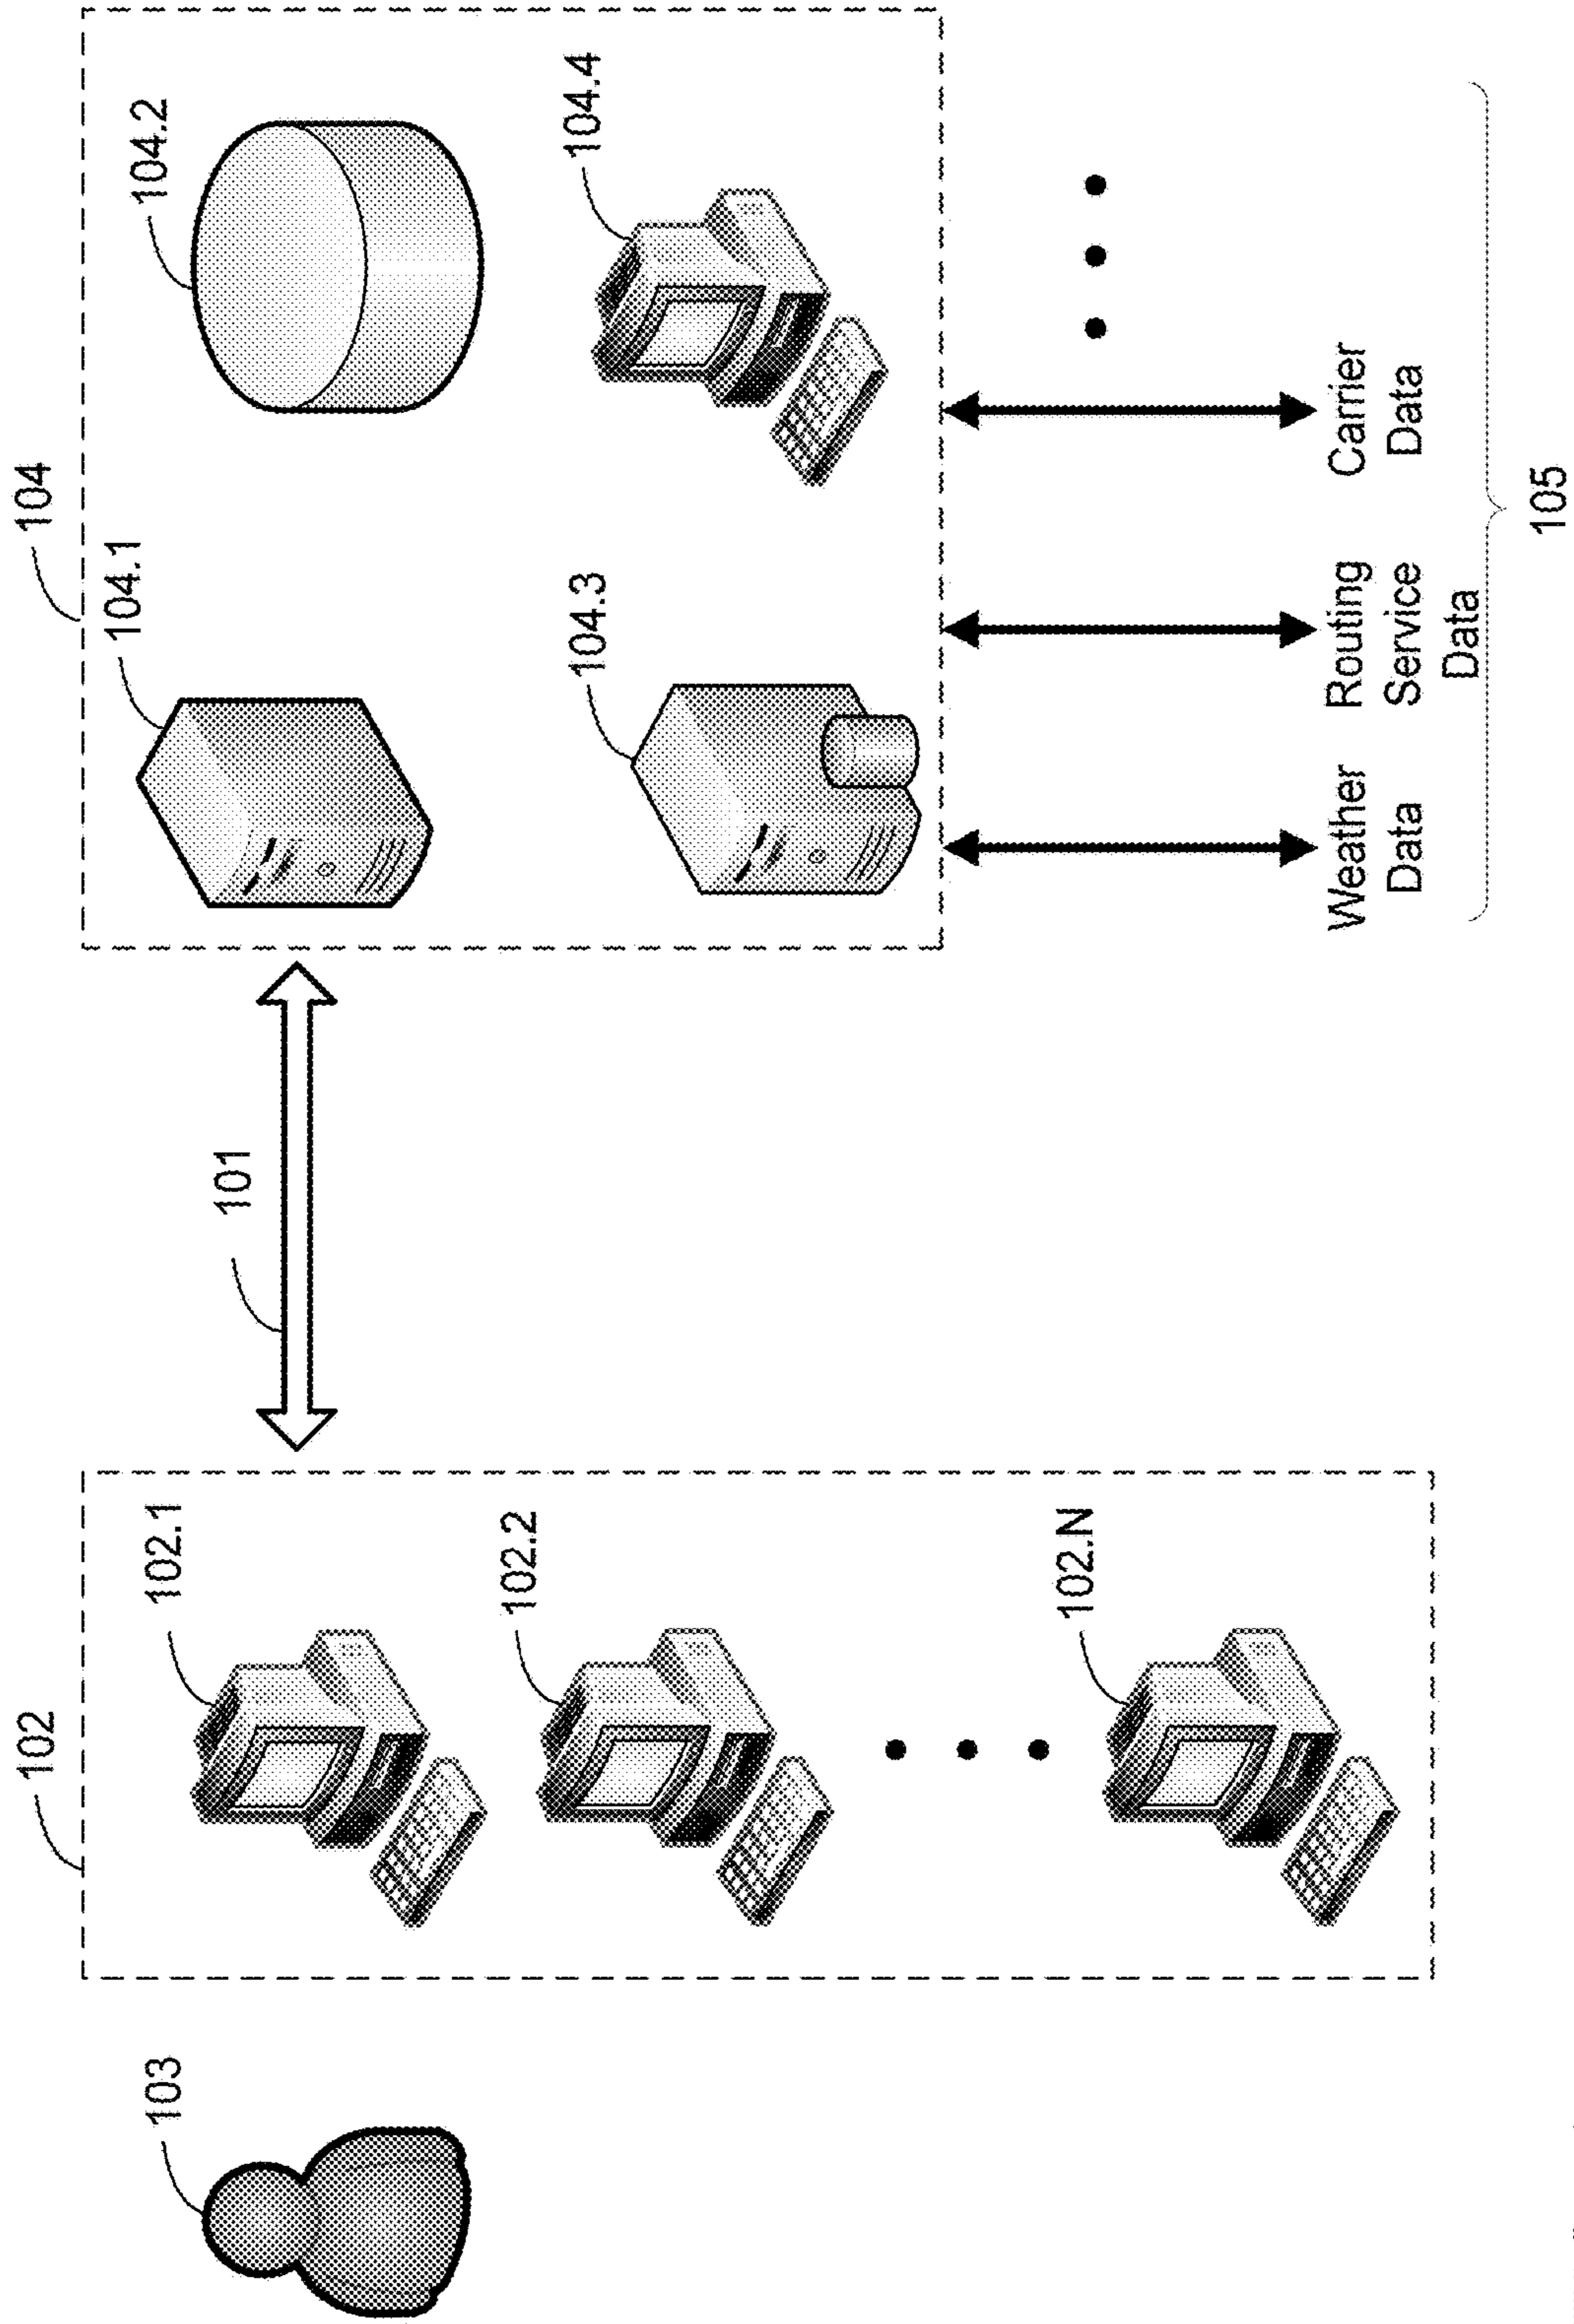 103
102
102.1
102.2
102.N
101
104
104.1
104.2
104.3
104.4
Weather
Data
Routing
Service
Data
Carrier
Data
105